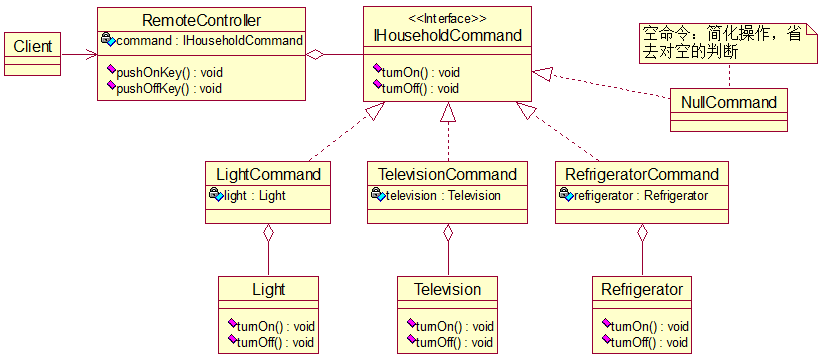 Client
RemoteController
command : IHouseholdCommand
pushOnKey() : void
pushOffKey() : void
<<Interface>>
IHouseholdCommand
turnOn() : void
turnOff() : void
空命令：简化操作，省
去对空的判断
NullCommand
LightCommand
light : Light
TelevisionCommand
television : Television
RefrigeratorCommand
refrigerator : Refrigerator
Light
turnOn() : void
turnOff() : void
Television
turnOn() : void
turnOff() : void
Refrigerator
turnOn() : void
turnOff() : void